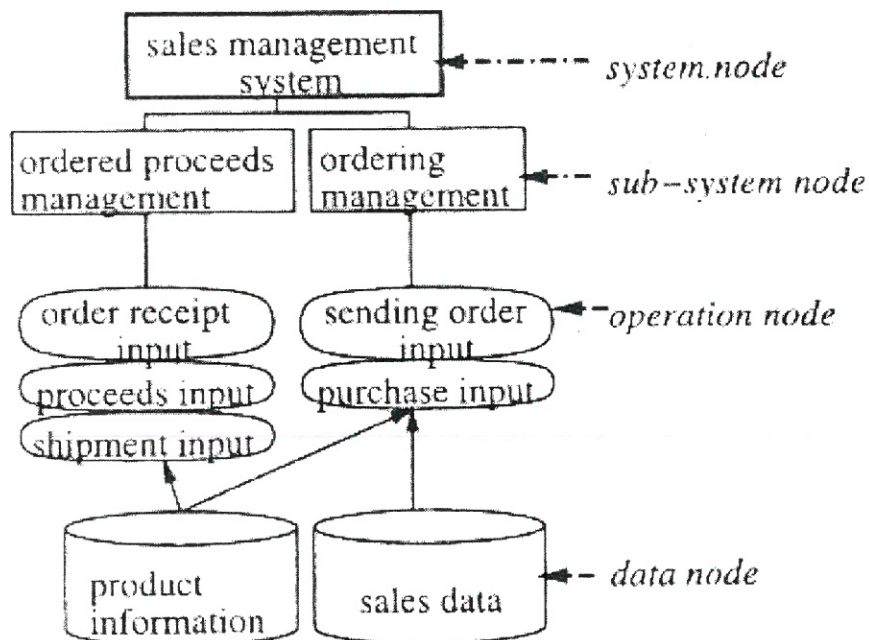 sales management
system
system.node
ordered proceeds
management
ordering
management
sub-system node
order receipt
input
sending order
input
operation node
proceeds input
purchase input
shipment input
product
information
sales data
data node